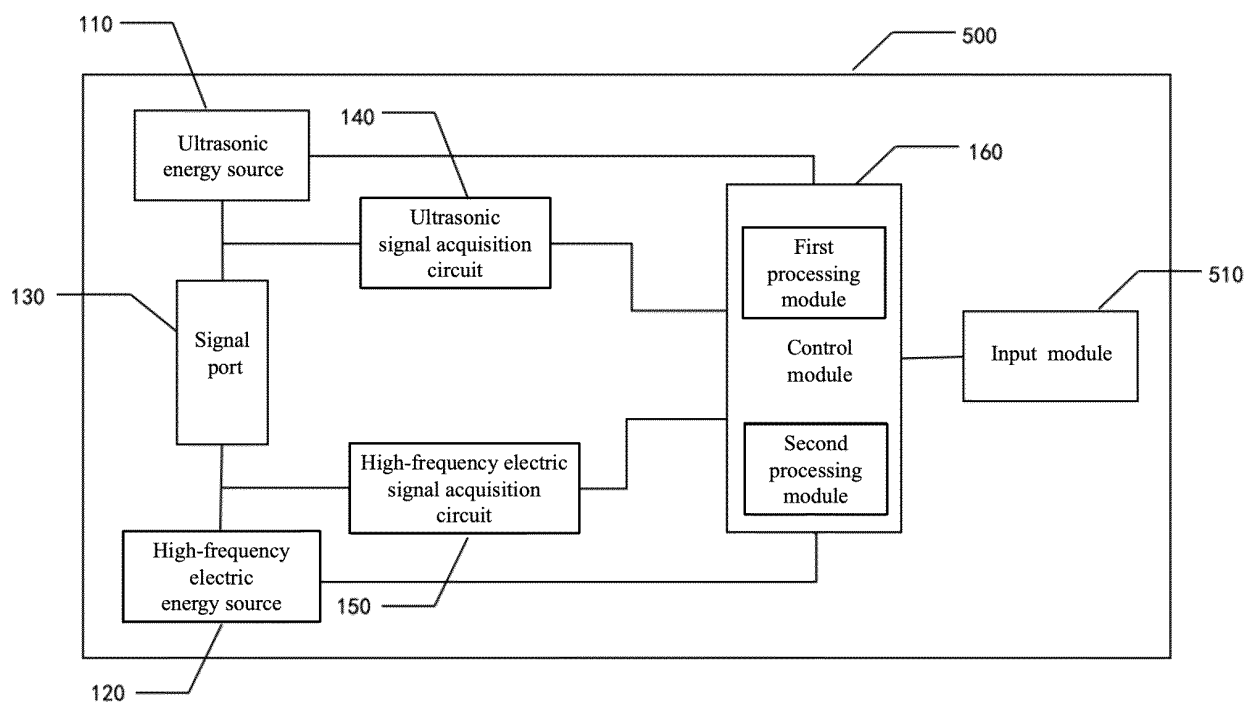 110
500
Ultrasonic
energy source
140
160
Ultrasonic
signal acquisition
circuit
First
processing
module
130
510
Signal
port
Control
module
Input module
High-frequency electric
signal acquisition
circuit
Second
processing
module
High-frequency
electric
energy source
150
120